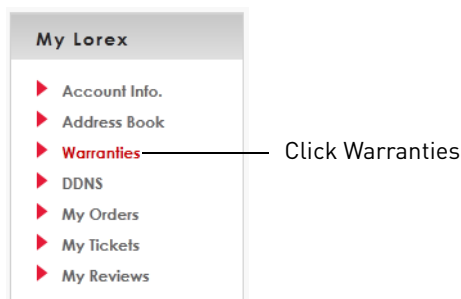 My Lorex
Account Info.
Address Book
Warranties
Click Warranties
DDNS
My Orders
My Tickets
My Reviews